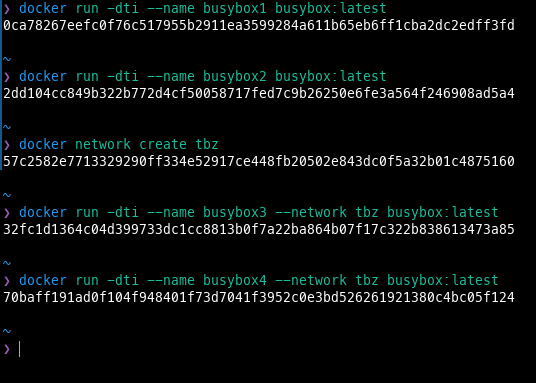 ❯ docker run -dti --name busybox1 busybox:latest
0ca78267eefc0f76c517955b2911ea3599284a611b65eb6ff1cba2dc2edff3fd
~
❯ docker run -dti --name busybox2 busybox:latest
2dd104cc849b322b772d4cf50058717fed7c9b26250e6fe3a564f246908ad5a4
~
❯ docker network create tbz
57c2582e7713329290ff334e52917ce448fb20502e843dc0f5a32b01c4875160
~
❯ docker run -dti --name busybox3 --network tbz busybox:latest
32fc1d1364c04d399733dc1cc8813b0f7a22ba864b07f17c322b838613473a85
~
❯ docker run -dti --name busybox4 --network tbz busybox:latest
70baff191ad0f104f948401f73d7041f3952c0e3bd526261921380c4bc05f124
~
❯